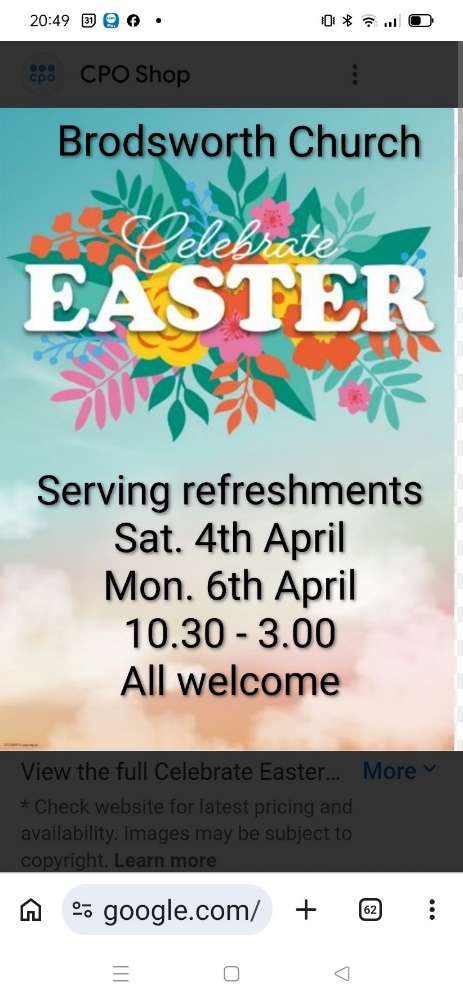 20:49
31
cpo
CPO Shop
Brodsworth Church
Celebrate
EASTER
Serving refreshments
Sat. 4th April
Mon. 6th April
10.30 - 3.00
All welcome
View the full Celebrate Easter... More
* Check website for latest pricing and
availability. Images may be subject to
copyright. Learn more
google.com/
62